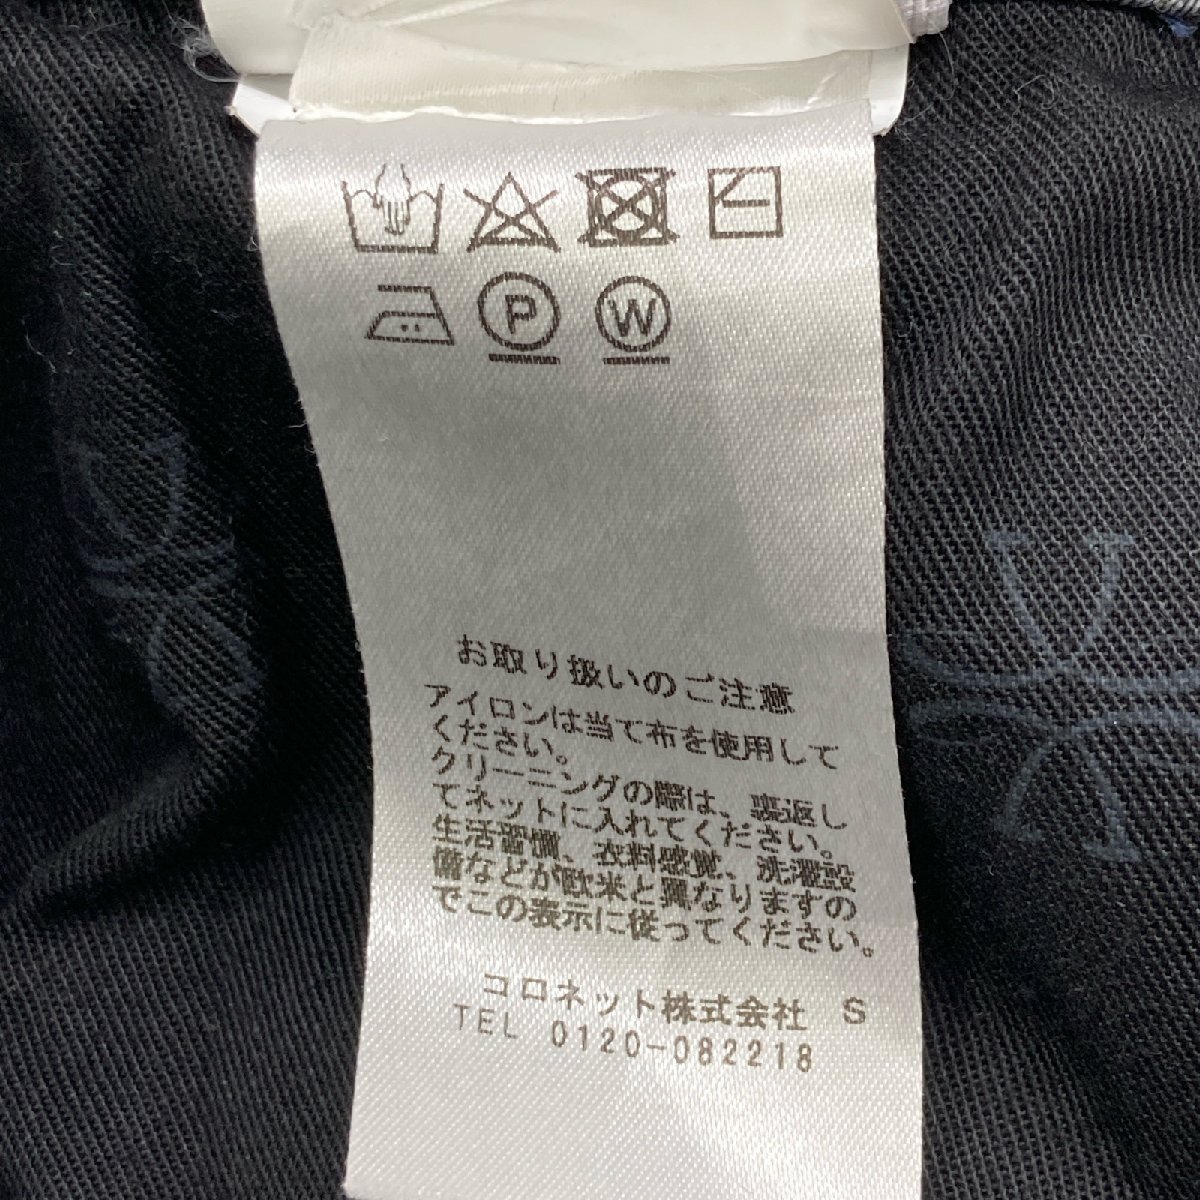 P W
お取り扱いのご注意
アイロンは当て布を使用して
ください。
クリーニングの際は、裏返し
てネットに入れてください。
生活習慣、衣料感覚、洗濯設
備などが欧米と異なりますの
でこの表示に従ってください。
コロネット株式会社 S
TEL 0120-082218